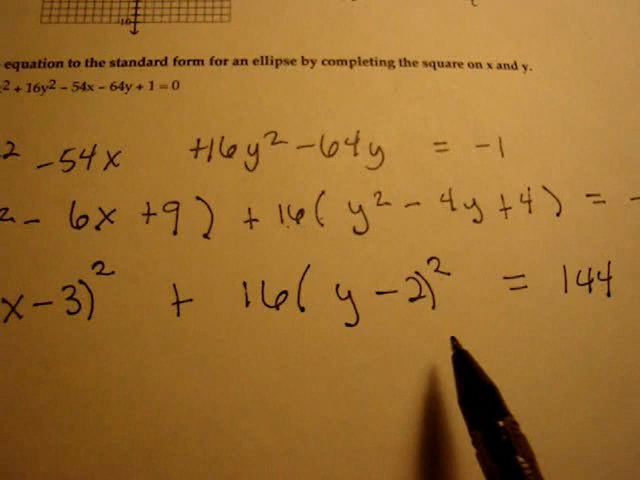 10
equation to the standard form for an ellipse by completing the square on x and y.
2 + 16y2 – 54x – 64y + 1 = 0
2 - 54x +16y² - 64y = -1
2 - 6x + 9) + 16(y² - 4y + 4) = -
x - 3)² + 16(y - 2)² = 144